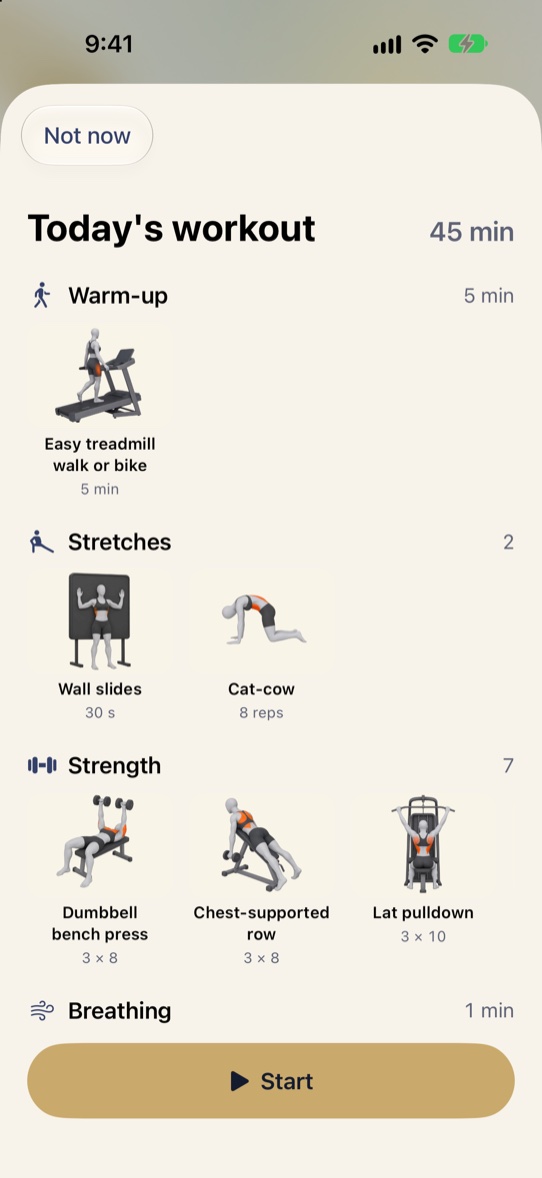 9:41
Not now
Today's workout 45 min
Warm-up 5 min
Easy treadmill
walk or bike
5 min
Stretches 2
Wall slides
30 s
Cat-cow
8 reps
Strength 7
Dumbbell
bench press
3 × 8
Chest-supported
row
3 × 8
Lat pulldown
3 × 10
Breathing 1 min
Start